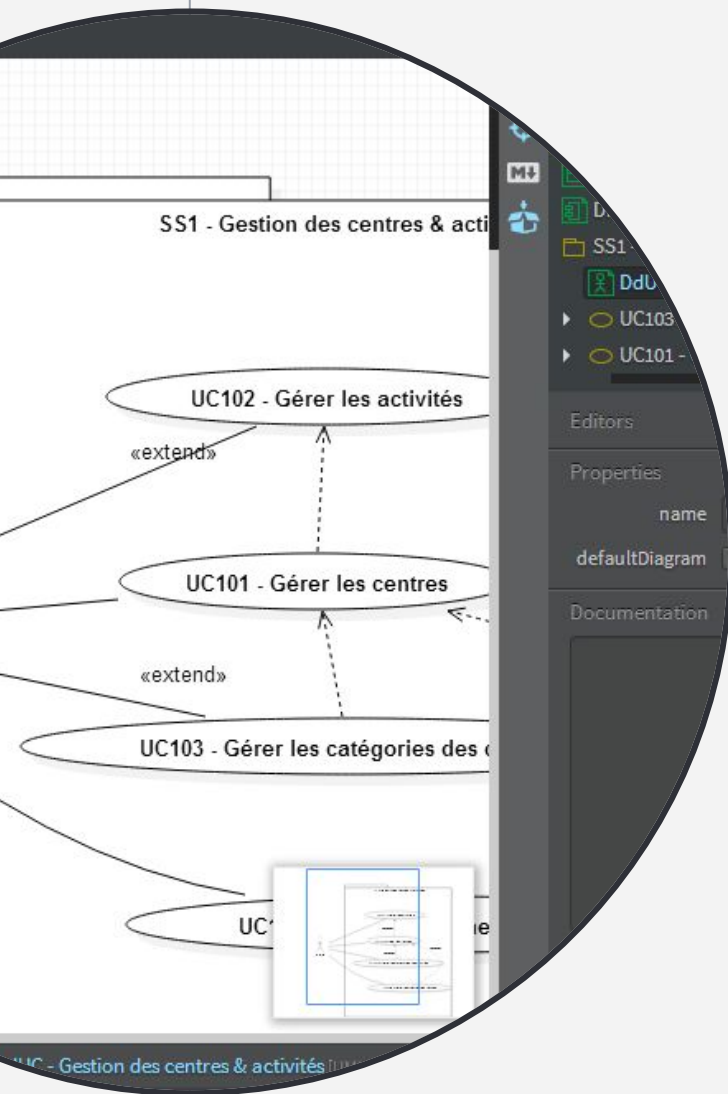 SS1 - Gestion des centres & acti
UC102 - Gérer les activités
«extend»
UC101 - Gérer les centres
«extend»
UC103 - Gérer les catégories des
UC
M↓
SS1 -
DdU
UC103
UC101 -
Editors
Properties
name
defaultDiagram
Documentation
- Gestion des centres & activités